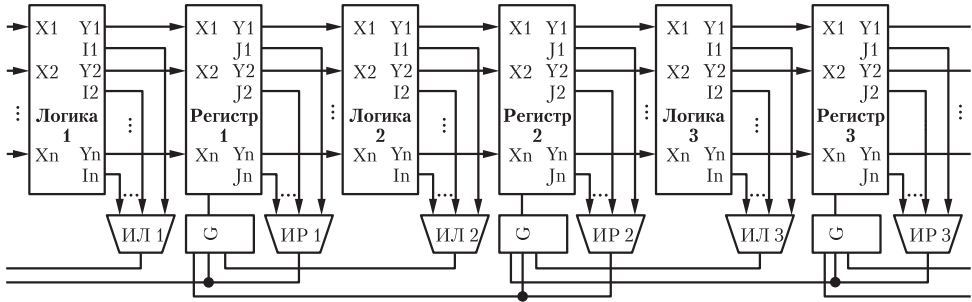 X1 Y1 X1 Y1 X1 Y1 X1 Y1 X1 Y1 X1 Y1
I1 J1 I1 J1 I1 J1
X2 Y2 X2 Y2 X2 Y2 X2 Y2 X2 Y2 X2 Y2
I2 J2 I2 J2 I2 J2
Логика Регистр Логика Регистр Логика Регистр
1 1 2 2 3 3
Xn Yn Xn Yn Xn Yn Xn Yn Xn Yn Xn Yn
In Jn In Jn In Jn
ИЛ 1 G ИР 1 ИЛ 2 G ИР 2 ИЛ 3 G ИР 3